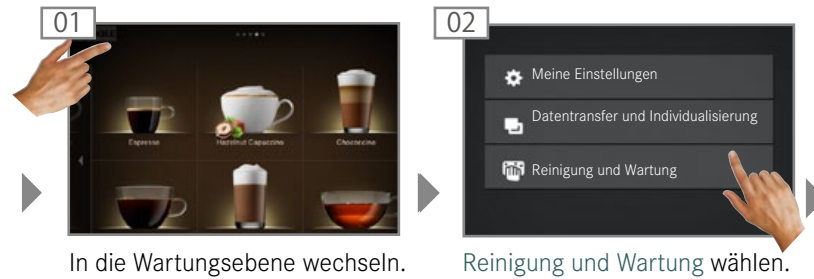 01
Espresso
Hazelnut Capuccino
Chococcino
In die Wartungsebene wechseln.
02
Meine Einstellungen
Datentransfer und Individualisierung
Reinigung und Wartung
Reinigung und Wartung wählen.